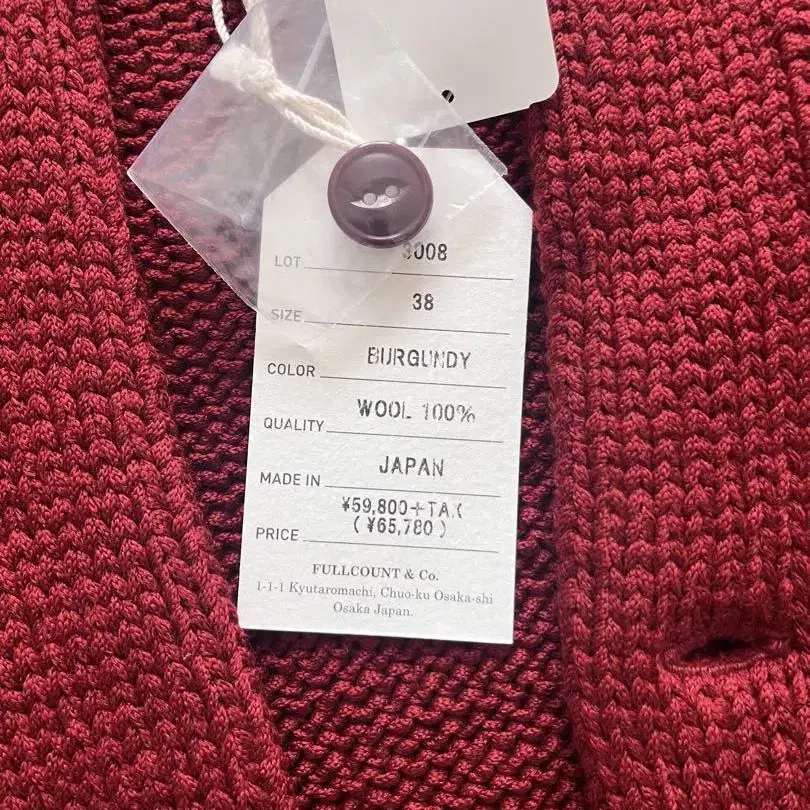 LOT 3008
SIZE 38
COLOR BURGUNDY
QUALITY WOOL 100%
MADE IN JAPAN
¥59,800+TAX
PRICE (¥65,780)
FULLCOUNT & Co.
1-1-1 Kyutaromachi, Chuo-ku Osaka-shi
Osaka Japan.